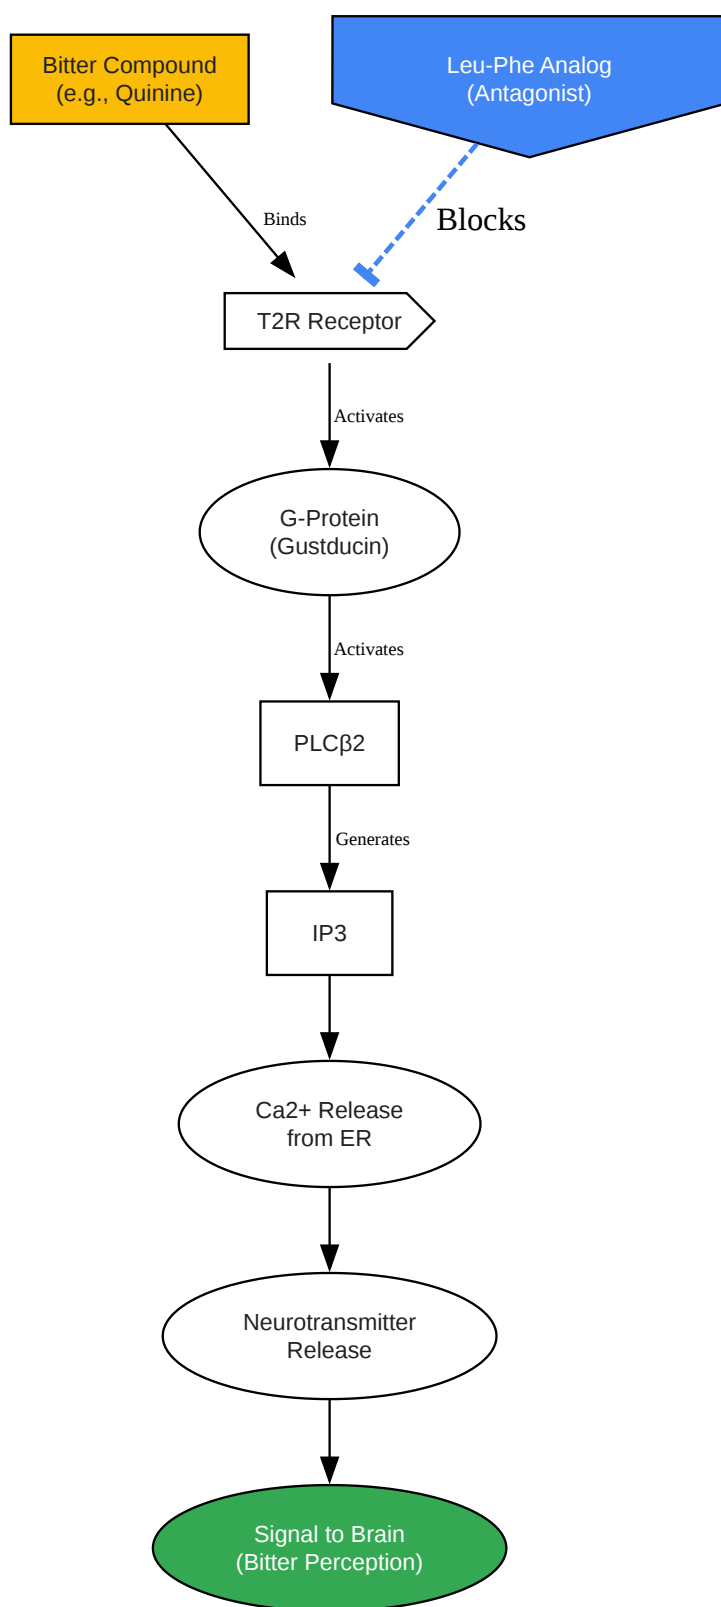 Bitter Compound
(e.g., Quinine)
Leu-Phe Analog
(Antagonist)
Binds
Blocks
T2R Receptor
Activates
G-Protein
(Gustducin)
Activates
PLCβ2
Generates
IP3
Ca2+ Release
from ER
Neurotransmitter
Release
Signal to Brain
(Bitter Perception)